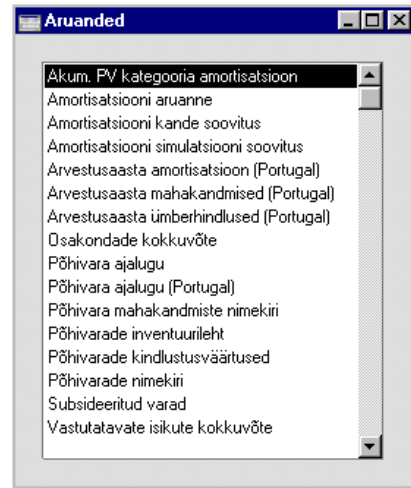 Aruanded
Akum. PV kategooria amortisatsioon
Amortisatsiooni aruanne
Amortisatsiooni kande soovitus
Amortisatsiooni simulatsiooni soovitus
Arvestusaasta amortisatsioon (Portugal)
Arvestusaasta mahakandmised (Portugal)
Arvestusaasta ümberhindlused (Portugal)
Osakondade kokkuvõte
Põhivara ajalugu
Põhivara ajalugu (Portugal)
Põhivara mahakandmiste nimekiri
Põhivarade inventuurileht
Põhivarade kindlustusväärtused
Põhivarade nimekiri
Subsideeritud varad
Vastutatavate isikute kokkuvõte